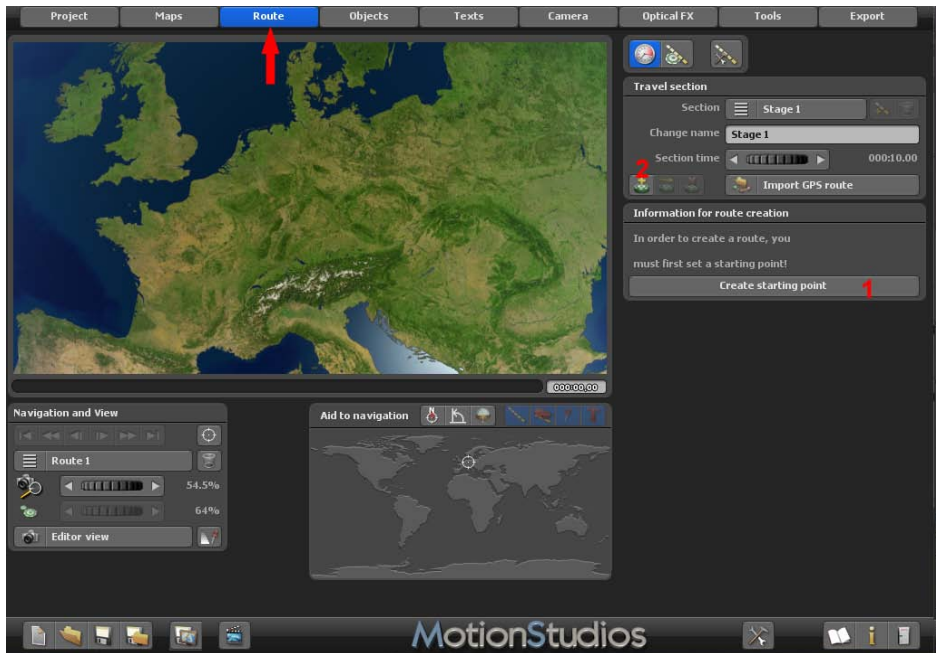 Project Maps Route Objects Texts Camera Optical FX Tools Export
Travel section
Section Stage 1
Change name Stage 1
Section time 000:10.00
2
Import GPS route
Information for route creation
In order to create a route, you
must first set a starting point!
Create starting point 1
000:00,00
Navigation and View
Route 1
54.5%
64%
Editor view
Aid to navigation
MotionStudios